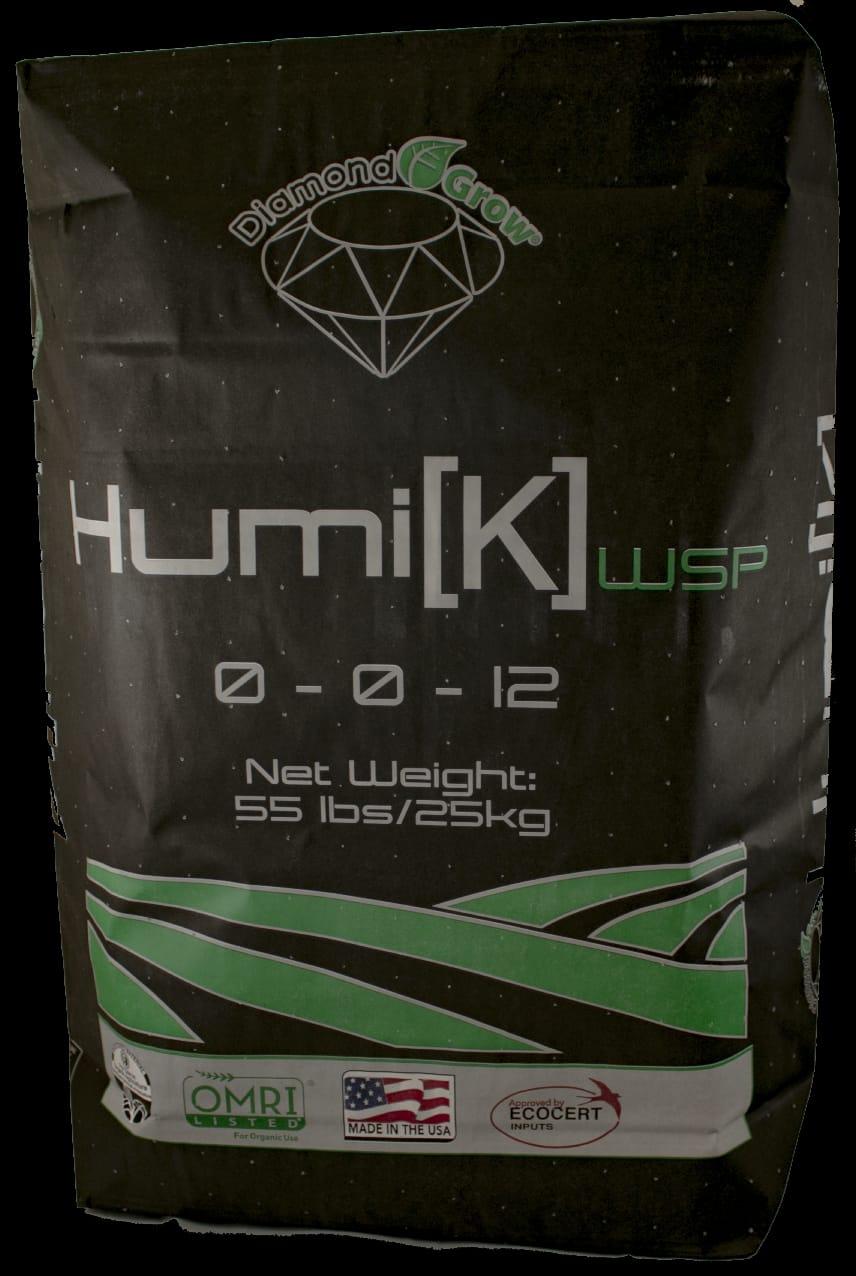 Diamond Grow®
Humi[K] WSP
0 - 0 - 12
Net Weight:
55 lbs/25kg
OMRI®
LISTED
For Organic Use
MADE IN THE USA
Approved by
ECOCERT
INPUTS